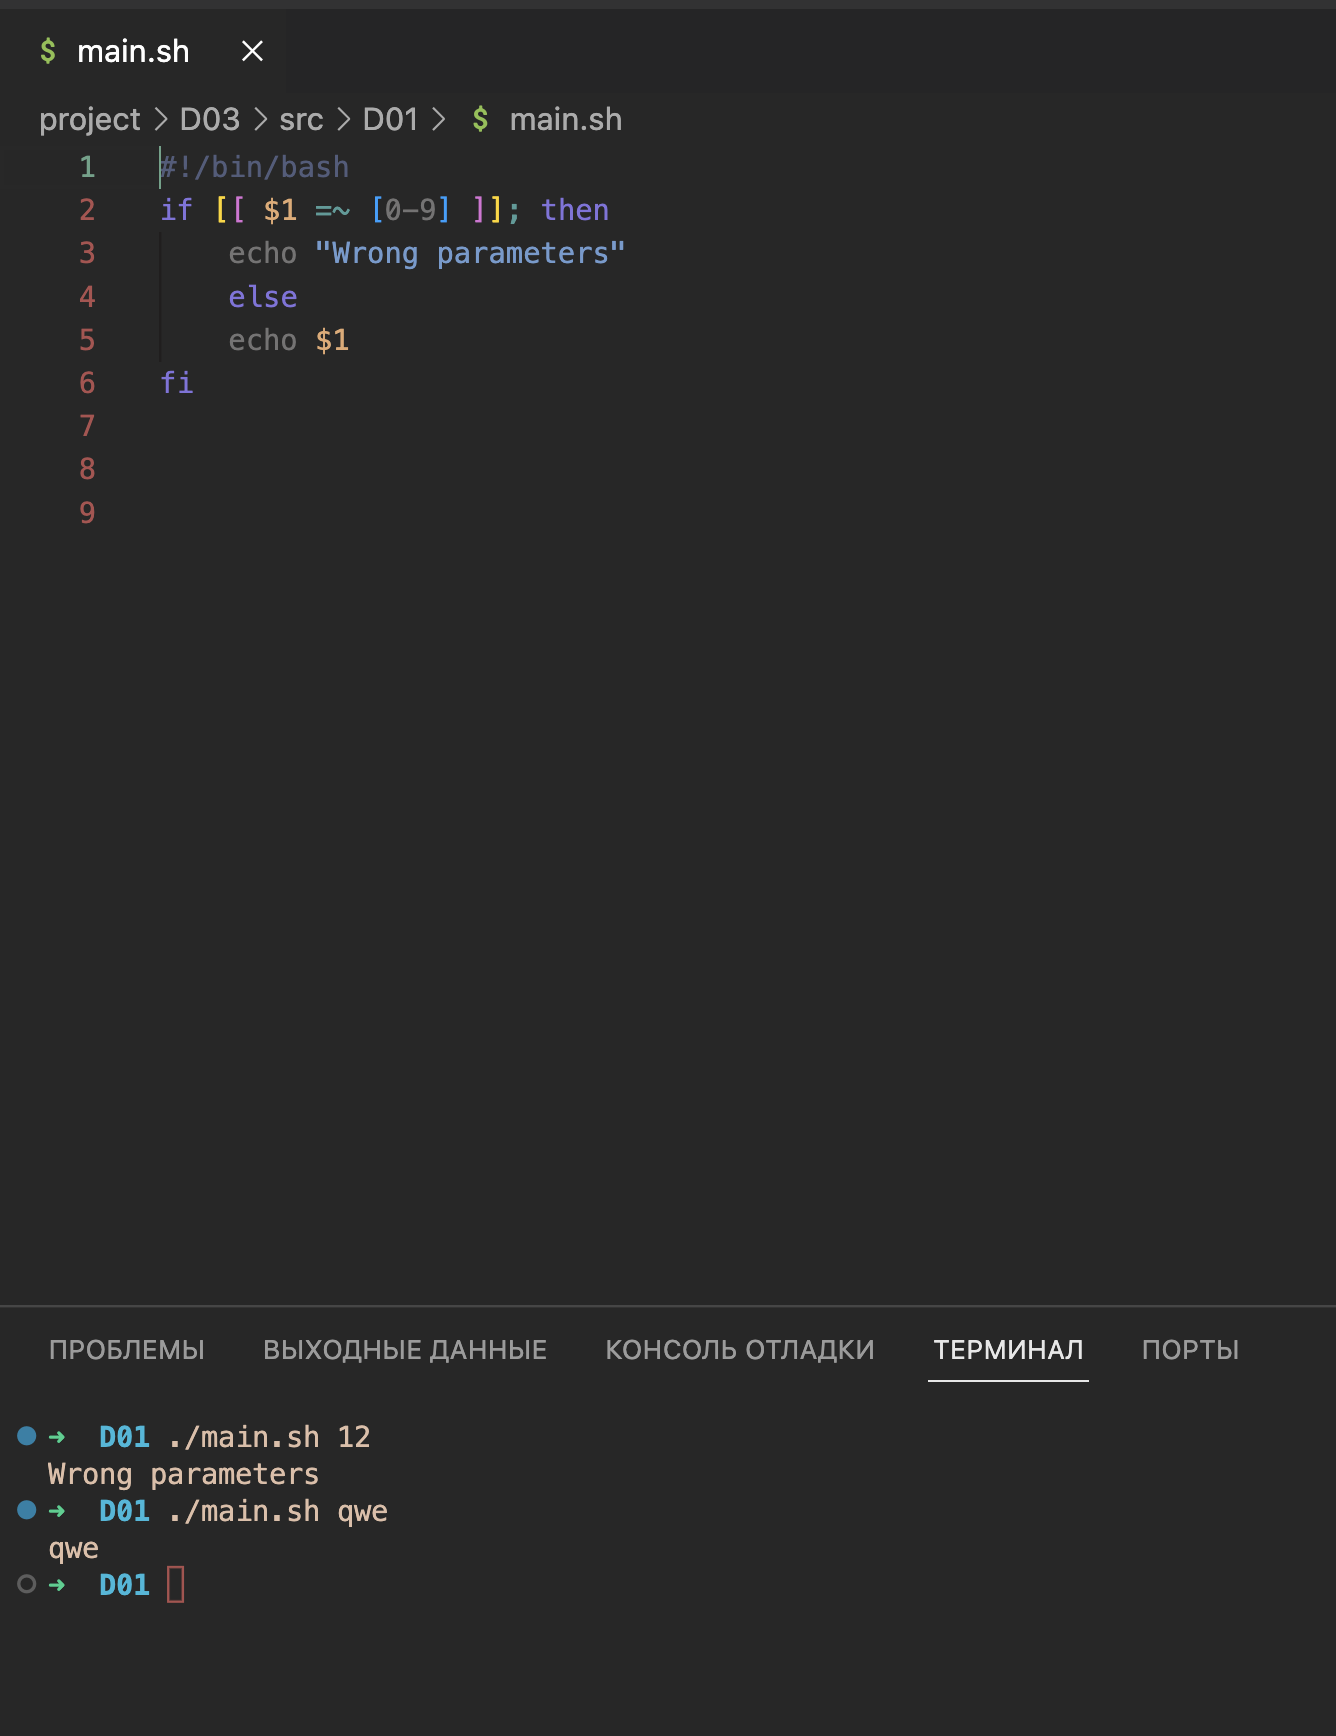 $ main.sh ×
project > D03 > src > D01 > $ main.sh
1 #!/bin/bash
2 if [[ $1 =~ [0-9] ]]; then
3     echo "Wrong parameters"
4     else
5     echo $1
6 fi
7
8
9
ПРОБЛЕМЫ ВЫХОДНЫЕ ДАННЫЕ КОНСОЛЬ ОТЛАДКИ ТЕРМИНАЛ ПОРТЫ
➜ D01 ./main.sh 12
Wrong parameters
➜ D01 ./main.sh qwe
qwe
➜ D01